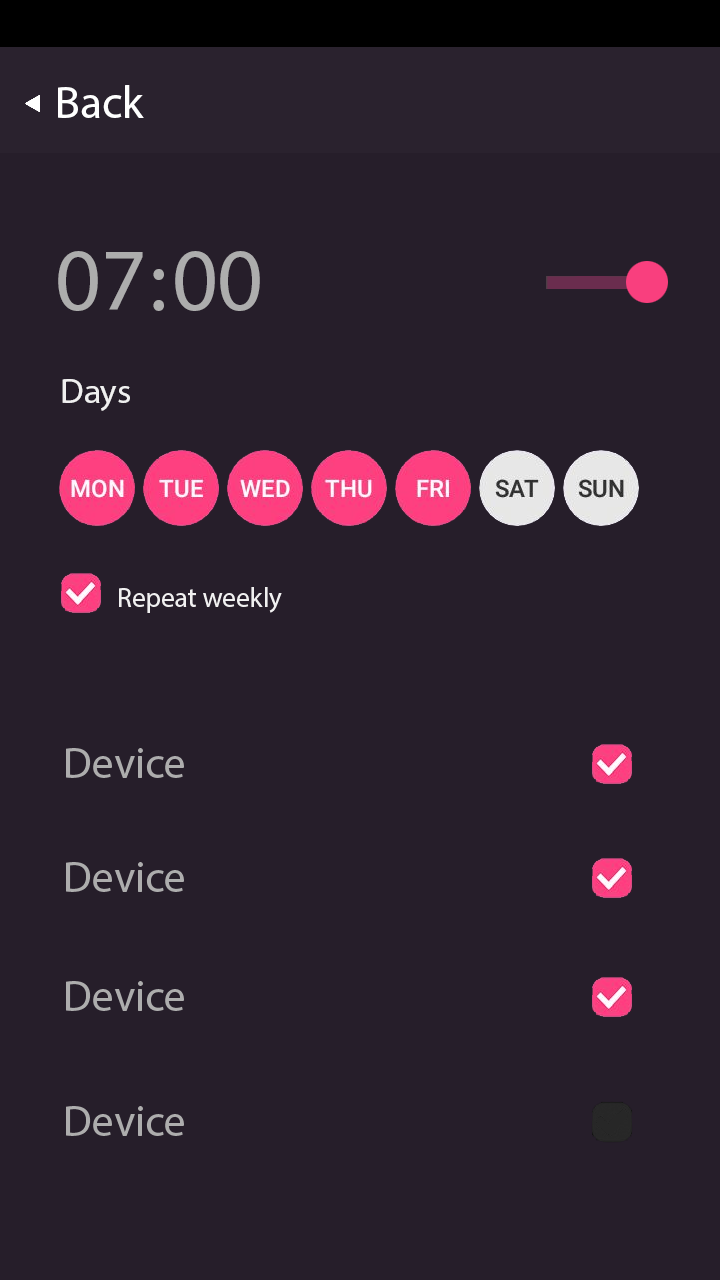 Back
07:00
Days
MON TUE WED THU FRI SAT SUN
Repeat weekly
Device
Device
Device
Device